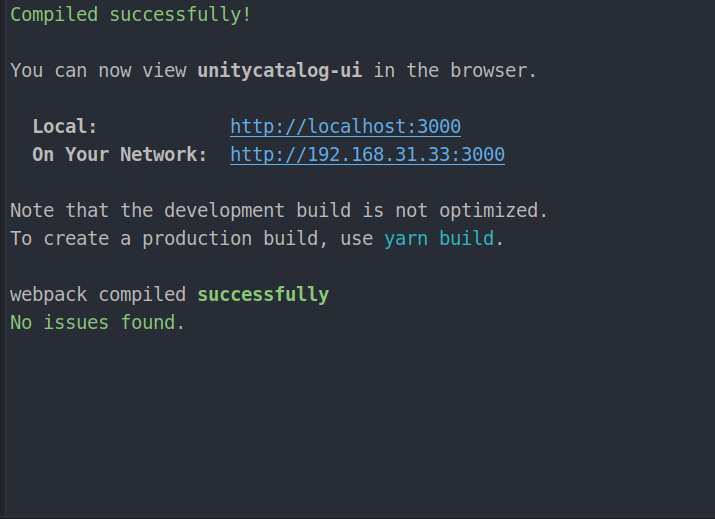 Compiled successfully!
You can now view unitycatalog-ui in the browser.
Local: http://localhost:3000
On Your Network: http://192.168.31.33:3000
Note that the development build is not optimized.
To create a production build, use yarn build.
webpack compiled successfully
No issues found.